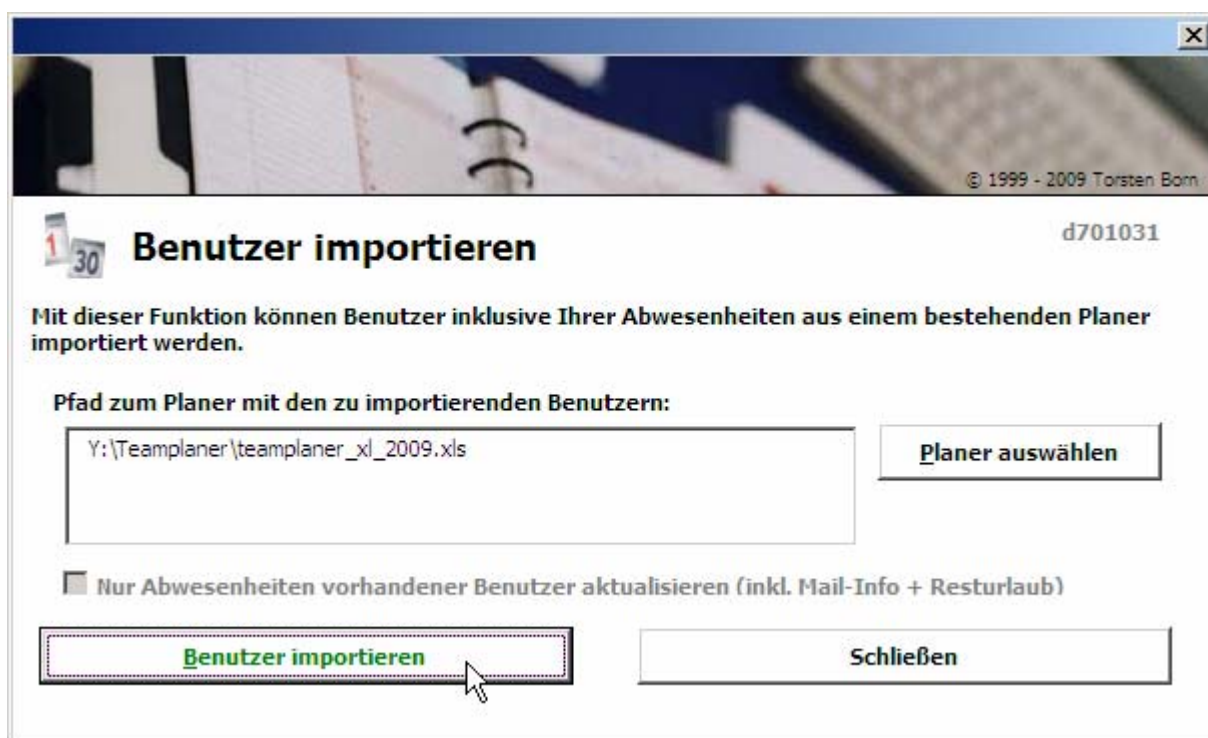 © 1999 - 2009 Torsten Born
1
30
Benutzer importieren
d701031
Mit dieser Funktion können Benutzer inklusive Ihrer Abwesenheiten aus einem bestehenden Planer
importiert werden.
Pfad zum Planer mit den zu importierenden Benutzern:
Y:\Teamplaner\teamplaner_xl_2009.xls
Planer auswählen
Nur Abwesenheiten vorhandener Benutzer aktualisieren (inkl. Mail-Info + Resturlaub)
Benutzer importieren
Schließen